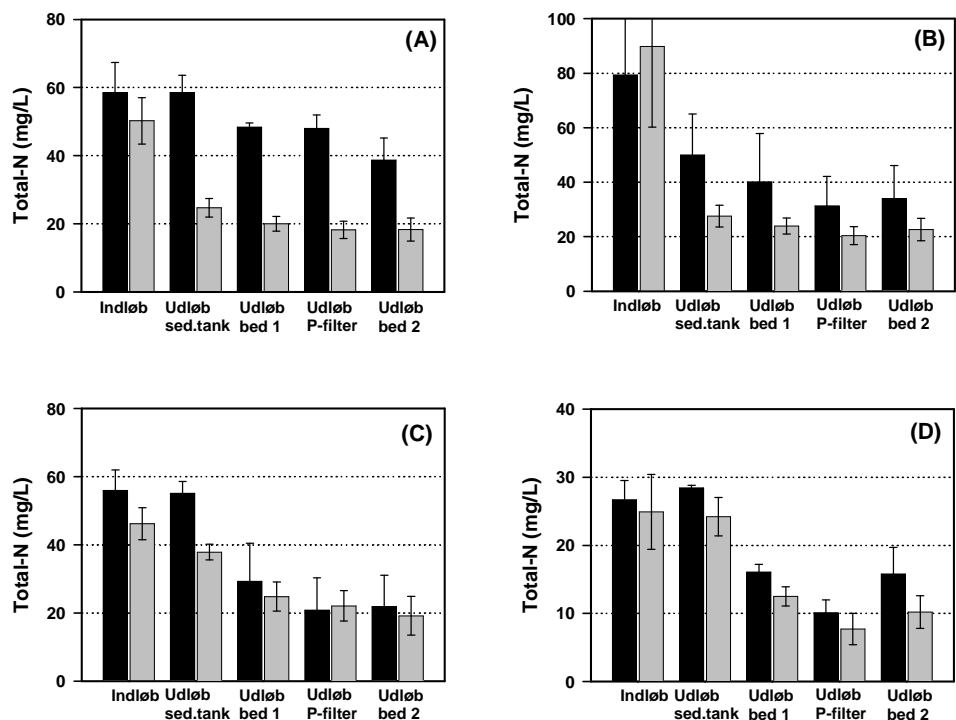 80
60
40
20
0
Total-N (mg/L)
(A)
Indløb
Udløb
sed.tank
Udløb
bed 1
Udløb
P-filter
Udløb
bed 2
100
80
60
40
20
0
Total-N (mg/L)
(B)
Indløb
Udløb
sed.tank
Udløb
bed 1
Udløb
P-filter
Udløb
bed 2
80
60
40
20
0
Total-N (mg/L)
(C)
Indløb
Udløb
sed.tank
Udløb
bed 1
Udløb
P-filter
Udløb
bed 2
40
30
20
10
0
Total-N (mg/L)
(D)
Indløb
Udløb
sed.tank
Udløb
bed 1
Udløb
P-filter
Udløb
bed 2